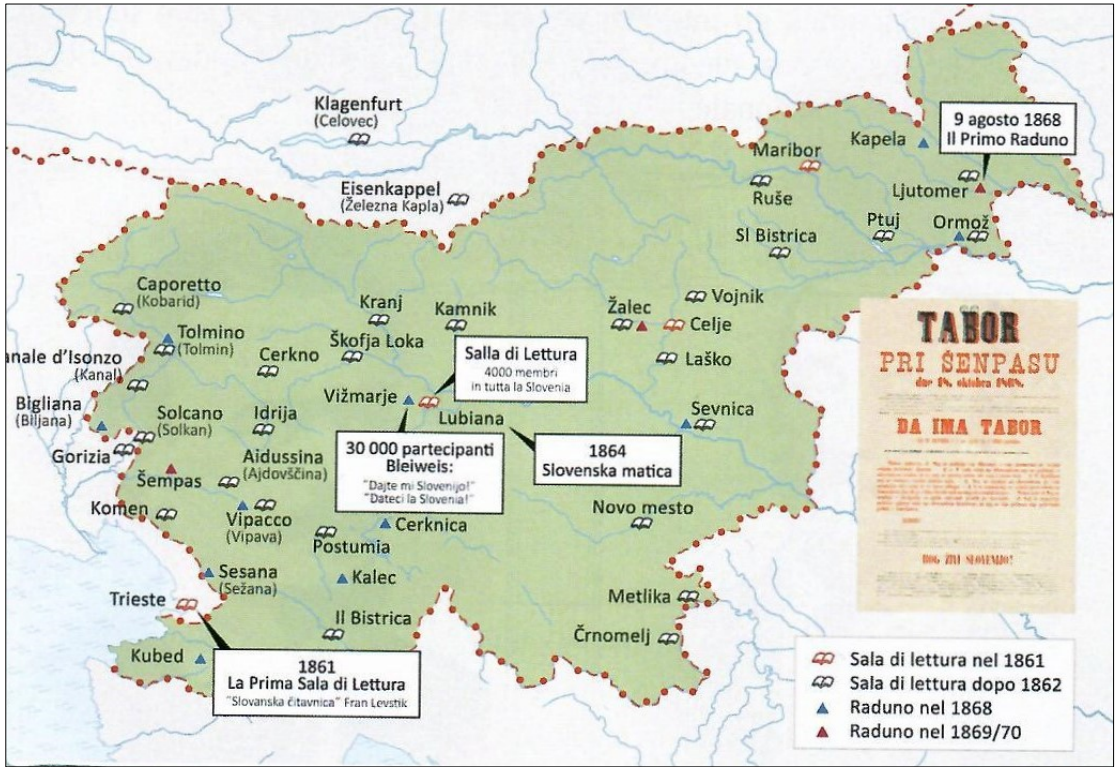 Klagenfurt
(Celovec)
Eisenkappel
(Železna Kapla)
9 agosto 1868
Il Primo Raduno
Kapela
Maribor
Ruše
Ljutomer
Ptuj
Ormož
Sl Bistrica
Caporetto
(Kobarid)
Tolmino
(Tolmin)
Kranj
Kamnik
Škofja Loka
Cerkno
Žalec
Vojnik
Celje
Laško
Sevnica
anale d'Isonzo
(Kanal)
Bigliana
(Biljana)
Solcano
(Solkan)
Gorizia
Idrija
Salla di Lettura
4000 membri
in tutta la Slovenia
Vižmarje
Lubiana
30 000 partecipanti
Bleiweis:
"Dajte mi Slovenijo!"
"Dateci la Slovenia!"
1864
Slovenska matica
Aidussina
(Ajdovščina)
Šempas
Komen
Vipacco
(Vipava)
Postumia
Cerknica
Novo mesto
Sesana
(Sežana)
Kalec
Trieste
Il Bistrica
Metlika
Črnomelj
Kubed
1861
La Prima Sala di Lettura
"Slovanska čitavnica" Fran Levstik
TABOR
PRI ŠENPASU
dne 18. oktobra 1868.
DA IMA TABOR
BOG ŽIVI SLOVENIJO!
Sala di lettura nel 1861
Sala di lettura dopo 1862
Raduno nel 1868
Raduno nel 1869/70